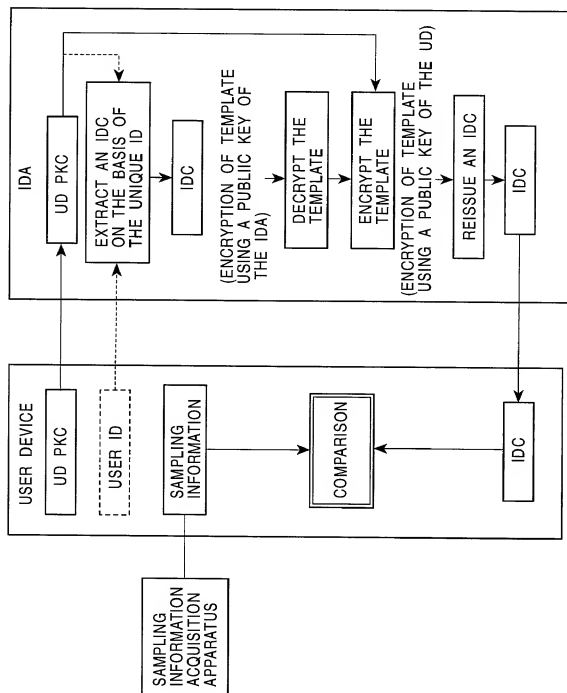 SAMPLING
INFORMATION
ACQUISITION
APPARATUS
USER DEVICE
UD PKC
USER ID
SAMPLING
INFORMATION
COMPARISON
IDC
IDA
UD PKC
EXTRACT AN IDC
ON THE BASIS OF
THE UNIQUE ID
IDC
(ENCRYPTION OF TEMPLATE
USING A PUBLIC KEY OF
THE IDA)
DECRYPT THE
TEMPLATE
ENCRYPT THE
TEMPLATE
(ENCRYPTION OF TEMPLATE
USING A PUBLIC KEY OF THE UD)
REISSUE AN IDC
IDC